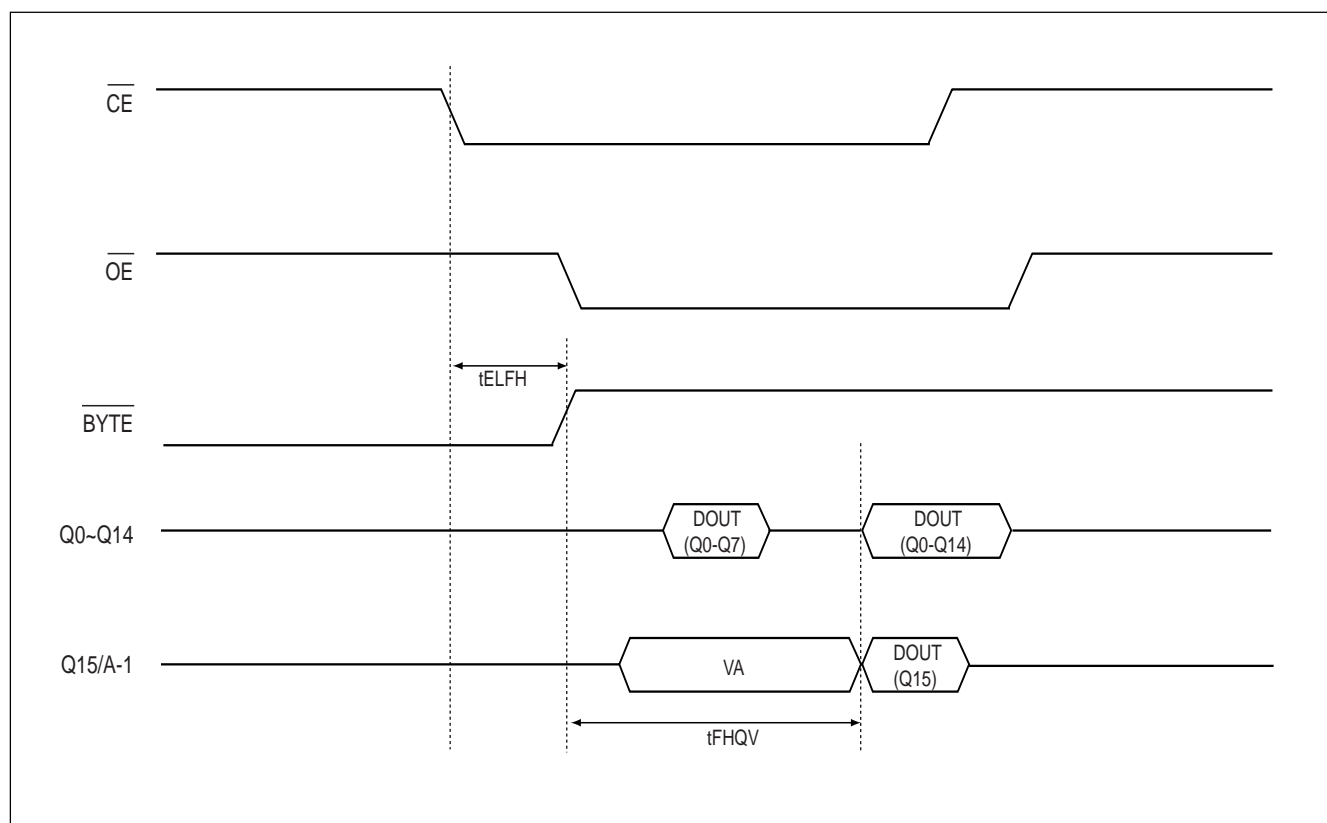 CE
OE
tELFH
BYTE
Q0~Q14
DOUT
(Q0-Q7)
DOUT
(Q0-Q14)
Q15/A-1
VA
DOUT
(Q15)
tFHQV